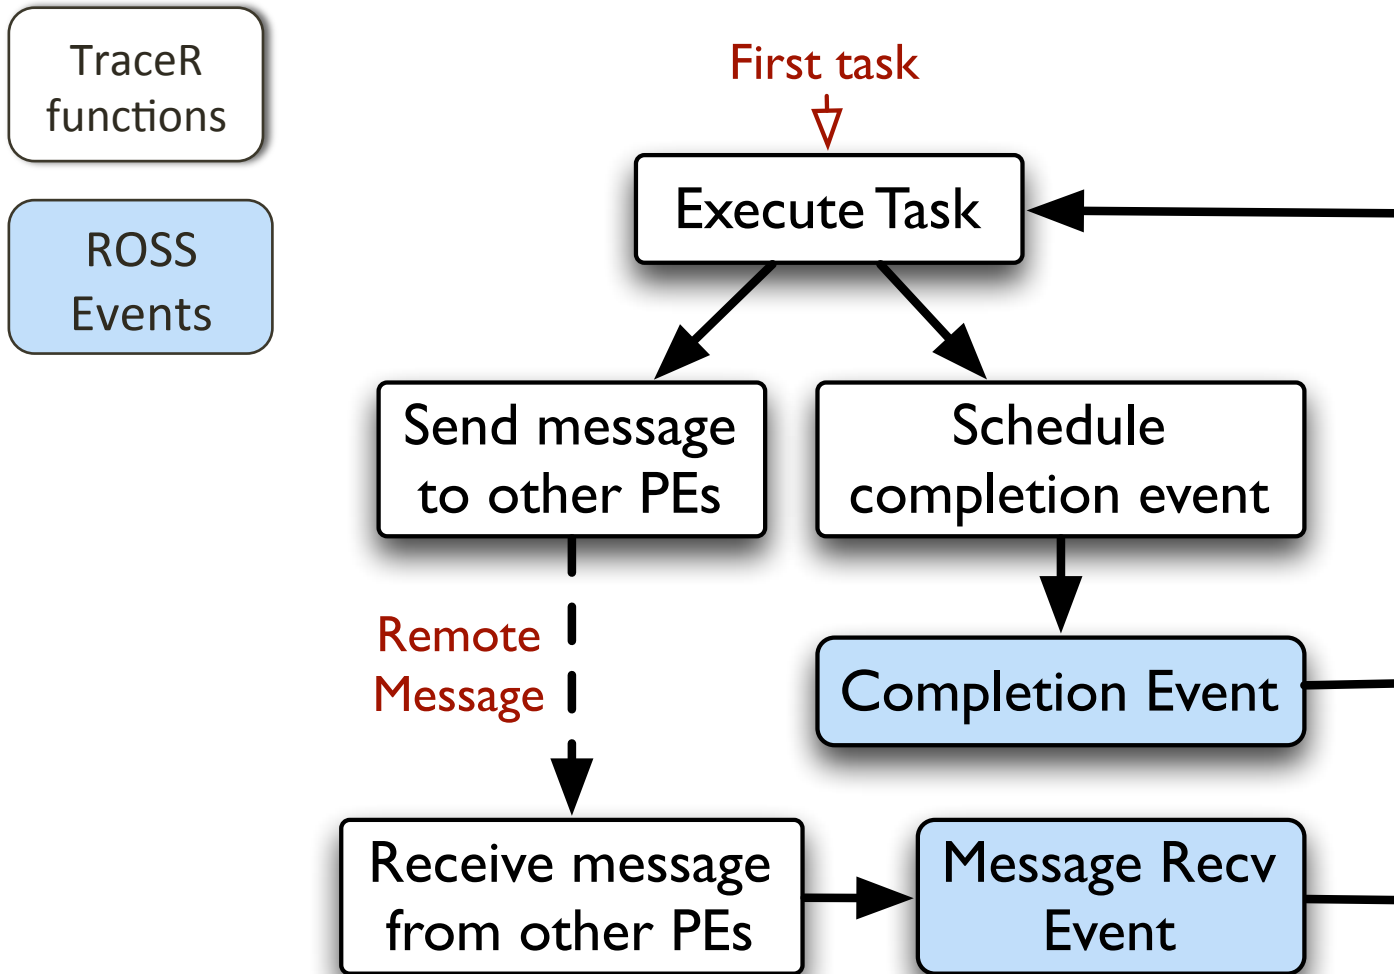 TraceR
functions
ROSS
Events
First task
Execute Task
Send message
to other PEs
Schedule
completion event
Remote
Message
Completion Event
Receive message
from other PEs
Message Recv
Event